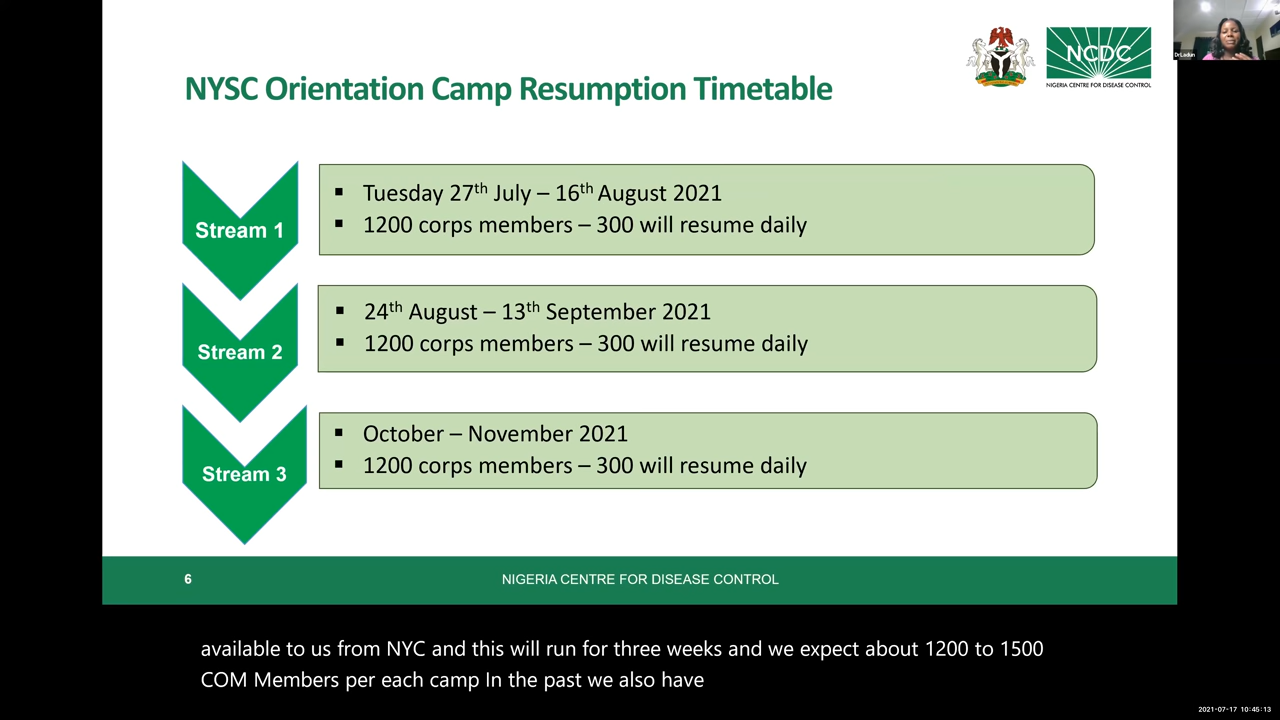 NCDC
NIGERIA CENTRE FOR DISEASE CONTROL
DrLadun
NYSC Orientation Camp Resumption Timetable
Stream 1
▪ Tuesday 27th July – 16th August 2021
▪ 1200 corps members – 300 will resume daily
Stream 2
▪ 24th August – 13th September 2021
▪ 1200 corps members – 300 will resume daily
Stream 3
▪ October – November 2021
▪ 1200 corps members – 300 will resume daily
6
NIGERIA CENTRE FOR DISEASE CONTROL
available to us from NYC and this will run for three weeks and we expect about 1200 to 1500
COM Members per each camp In the past we also have
2021-07-17 10:45:13